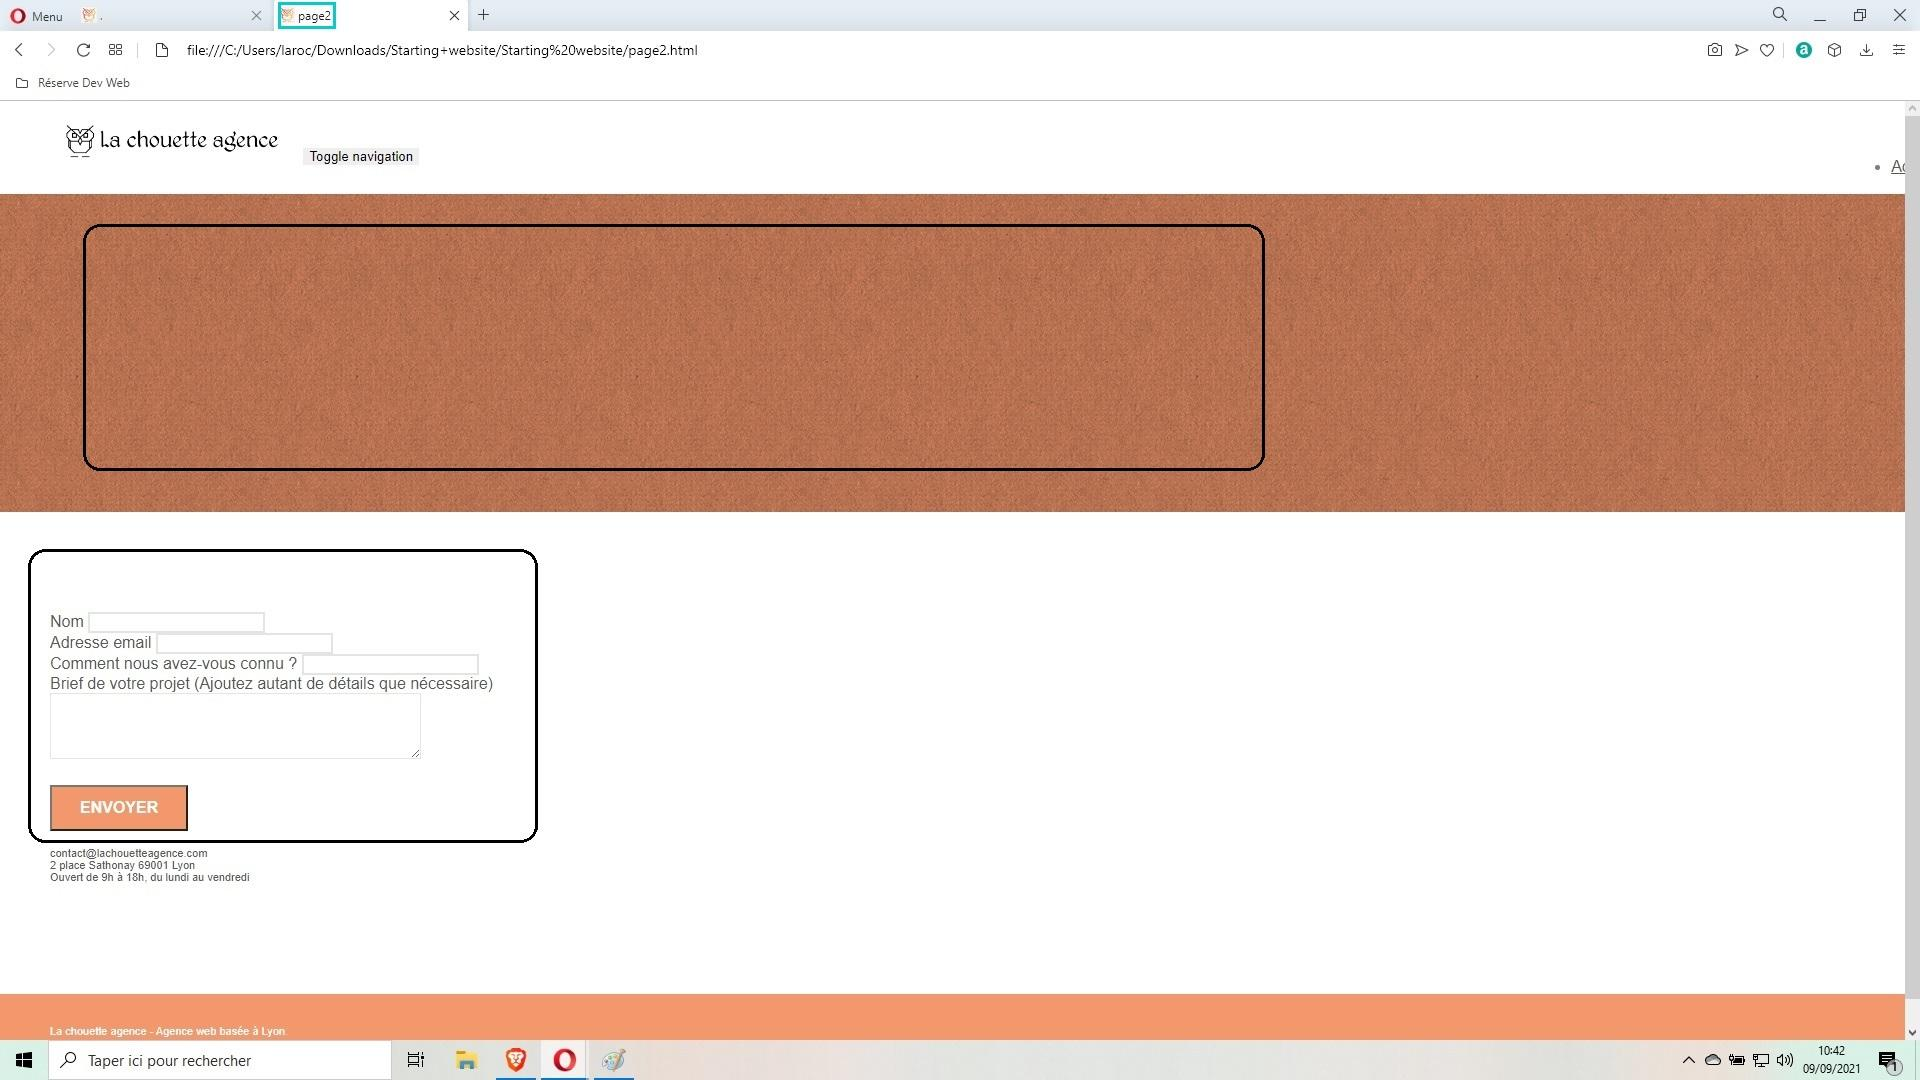 Menu
.
page2
file:///C:/Users/laroc/Downloads/Starting+website/Starting%20website/page2.html
a
Réserve Dev Web
La chouette agence
Toggle navigation
Ac
Nom
Adresse email
Comment nous avez-vous connu ?
Brief de votre projet (Ajoutez autant de détails que nécessaire)
ENVOYER
contact@lachouetteagence.com
2 place Sathonay 69001 Lyon
Ouvert de 9h à 18h, du lundi au vendredi
La chouette agence - Agence web basée à Lyon
Taper ici pour rechercher
10:42
09/09/2021
1